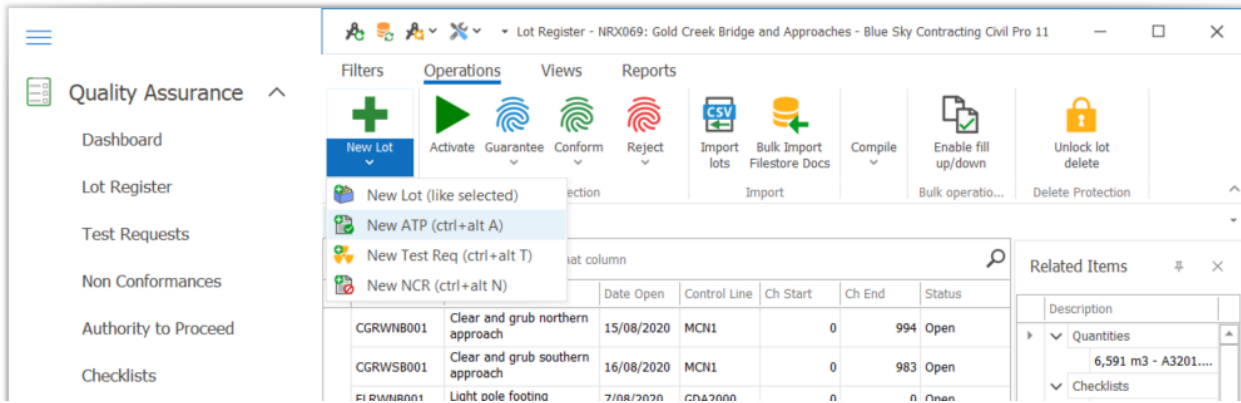 Lot Register - NRX069: Gold Creek Bridge and Approaches - Blue Sky Contracting Civil Pro 11
Quality Assurance
Dashboard
Lot Register
Test Requests
Non Conformances
Authority to Proceed
Checklists
Filters Operations Views Reports
New Lot Activate Guarantee Conform Reject Import lots Bulk Import Filestore Docs Compile Enable fill up/down Unlock lot delete
ection Import Bulk operatio... Delete Protection
New Lot (like selected)
New ATP (ctrl+alt A)
New Test Req (ctrl+alt T)
New NCR (ctrl+alt N)
hat column
Date Open Control Line Ch Start Ch End Status
CGRWNB001 Clear and grub northern approach 15/08/2020 MCN1 0 994 Open
CGRWSB001 Clear and grub southern approach 16/08/2020 MCN1 0 983 Open
FLRWNB001 Light pole footing 7/08/2020 GDA2000 0 0 Open
Related Items
Description
Quantities
6,591 m3 - A3201....
Checklists